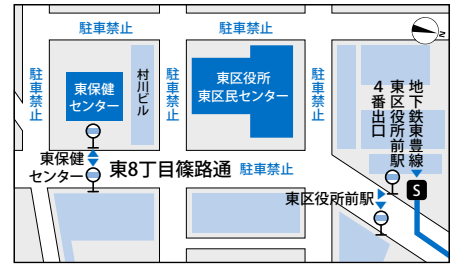 駐車禁止
駐車禁止
N
駐車禁止
東保健
センター
村川ビル
駐車禁止
東区役所
東区民センター
駐車禁止
地下鉄東豊線
東区役所前駅
4番出口
東保健
センター
東8丁目篠路通
駐車禁止
東区役所前駅
S